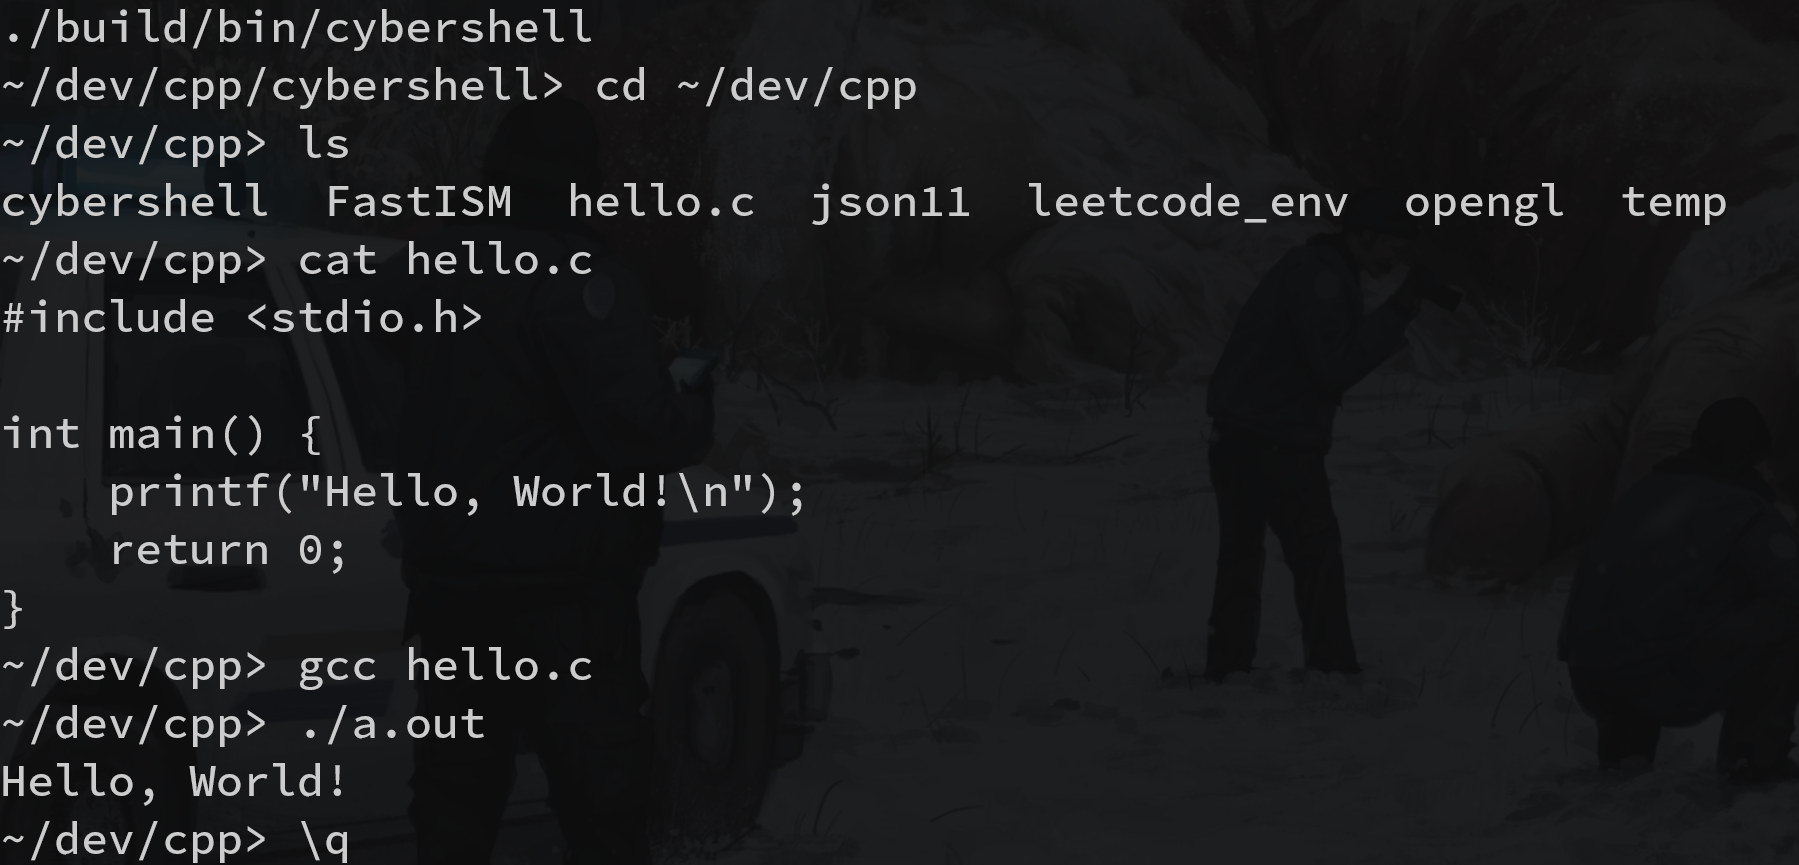 ./build/bin/cybershell
~/dev/cpp/cybershell> cd ~/dev/cpp
~/dev/cpp> ls
cybershell  FastISM  hello.c  json11  leetcode_env  opengl  temp
~/dev/cpp> cat hello.c
#include <stdio.h>

int main() {
    printf("Hello, World!\n");
    return 0;
}
~/dev/cpp> gcc hello.c
~/dev/cpp> ./a.out
Hello, World!
~/dev/cpp> \q